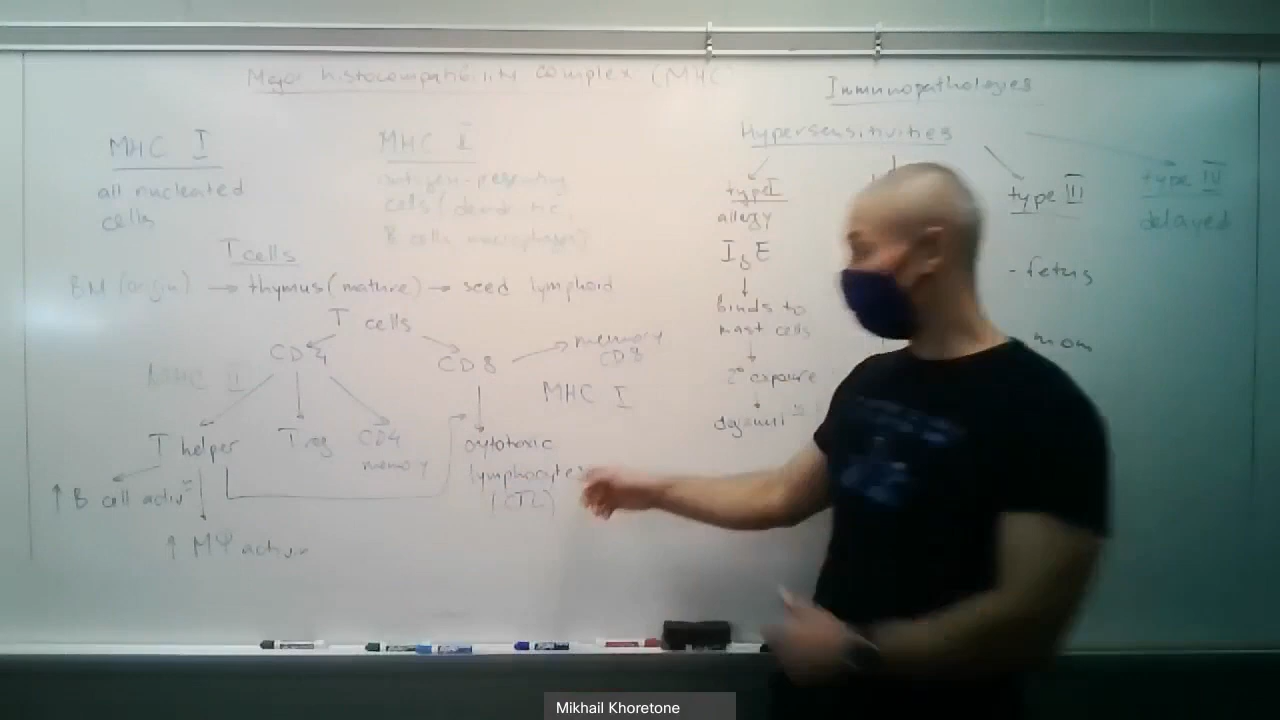 Major histocompatibility complex (MHC
MHC I
all nucleated
cells
MHC II
antigen-presenting
cells (dendritic,
B cells macrophages)
T cells
BM (origin) → thymus (mature) → seed lymphoid
T cells
CD4
CD8
memory
CD8
MHC II
MHC I
T helper
T reg
CD4
memory
cytotoxic
lymphocytes
(CTL)
↑ B cell activ
↑ Mφ activ
Immunopathologies
Hypersensitivities
type I
allergy
IgE
binds to
mast cells
2° exposure
type III
- fetus
mom
type IV
delayed
Mikhail Khoretone